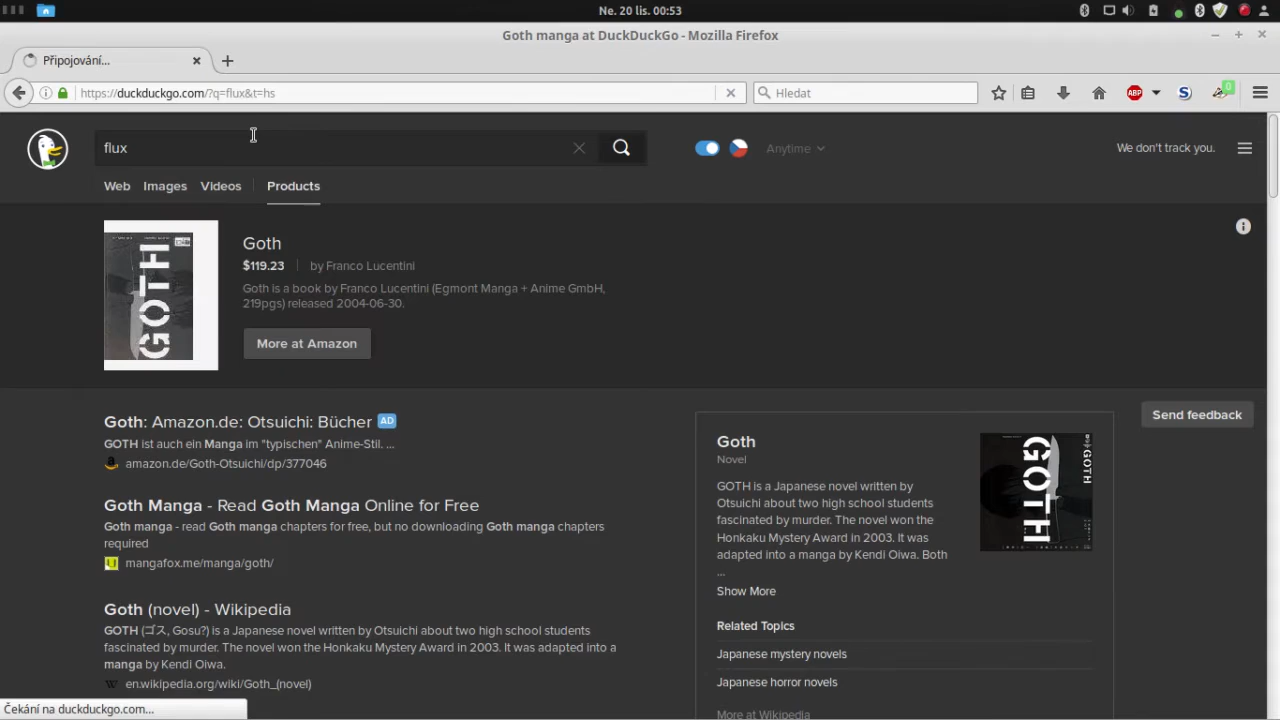 Ne. 20 lis. 00:53
Goth manga at DuckDuckGo - Mozilla Firefox
Připojování...
https://duckduckgo.com/?q=flux&t=hs
Hledat
ABP
S
0
flux
Anytime
We don't track you.
Web Images Videos Products
GOTH
Goth
$119.23 by Franco Lucentini
Goth is a book by Franco Lucentini (Egmont Manga + Anime GmbH,
219pgs) released 2004-06-30.
More at Amazon
Goth: Amazon.de: Otsuichi: Bücher AD
GOTH ist auch ein Manga im "typischen" Anime-Stil. ...
amazon.de/Goth-Otsuichi/dp/377046
Goth Manga - Read Goth Manga Online for Free
Goth manga - read Goth manga chapters for free, but no downloading Goth manga chapters
required
mangafox.me/manga/goth/
Goth (novel) - Wikipedia
GOTH (ゴス, Gosu?) is a Japanese novel written by Otsuichi about two high school students
fascinated by murder. The novel won the Honkaku Mystery Award in 2003. It was adapted into a
manga by Kendi Oiwa.
W en.wikipedia.org/wiki/Goth_(novel)
Send feedback
Goth
Novel
GOTH is a Japanese novel written by
Otsuichi about two high school students
fascinated by murder. The novel won the
Honkaku Mystery Award in 2003. It was
adapted into a manga by Kendi Oiwa. Both
...
Show More
GOTH
GOTH
Related Topics
Japanese mystery novels
Japanese horror novels
More at Wikipedia
Čekání na duckduckgo.com...